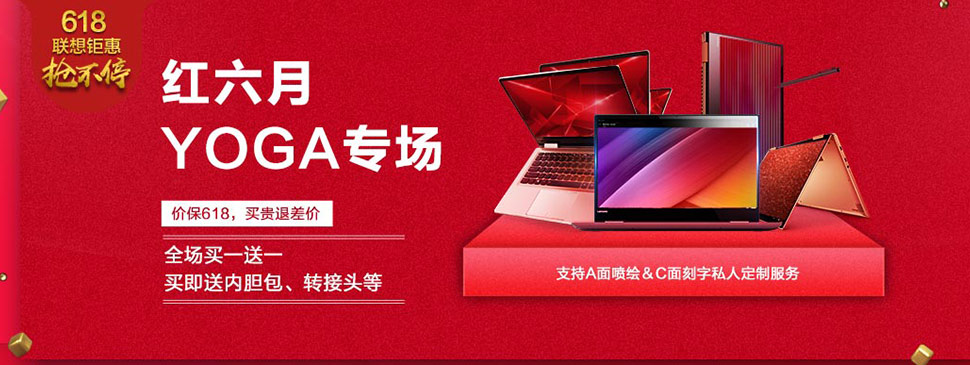 618
联想钜惠
抢不停
红六月
YOGA专场
价保618，买贵退差价
全场买一送一
买即送内胆包、转接头等
支持A面喷绘＆C面刻字私人定制服务